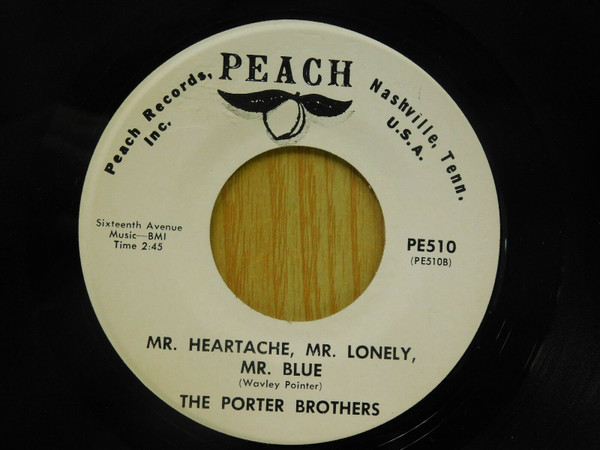 PEACH
Peach Records, Inc.
Nashville, Tenn. U.S.A.
Sixteenth Avenue
Music—BMI
Time 2:45
PE510
(PE510B)
MR. HEARTACHE, MR. LONELY,
MR. BLUE
(Wavley Pointer)
THE PORTER BROTHERS